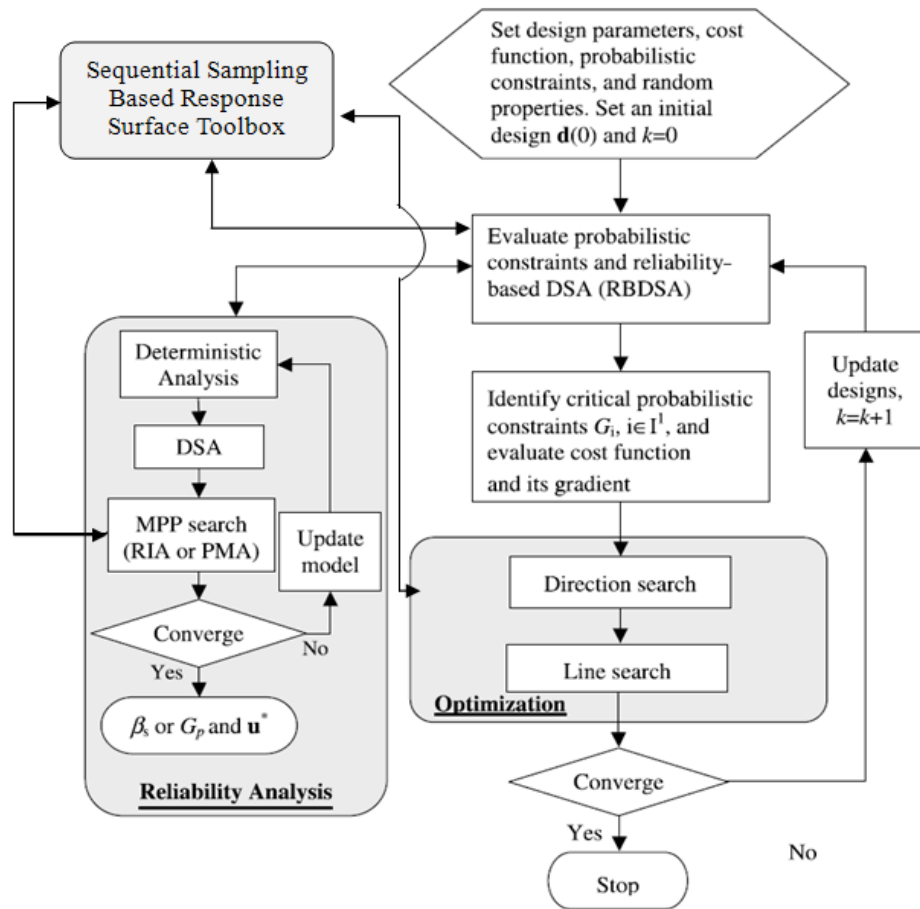 Set design parameters, cost
function, probabilistic
constraints, and random
properties. Set an initial
design d(0) and k=0
Sequential Sampling
Based Response
Surface Toolbox
Evaluate probabilistic
constraints and reliability-
based DSA (RBDSA)
Deterministic
Analysis
DSA
MPP search
(RIA or PMA)
Update
model
Converge
No
Yes
βs or Gp and u*
Reliability Analysis
Identify critical probabilistic
constraints Gi, i∈I¹, and
evaluate cost function
and its gradient
Update
designs,
k=k+1
Direction search
Line search
Optimization
Converge
Yes
No
Stop